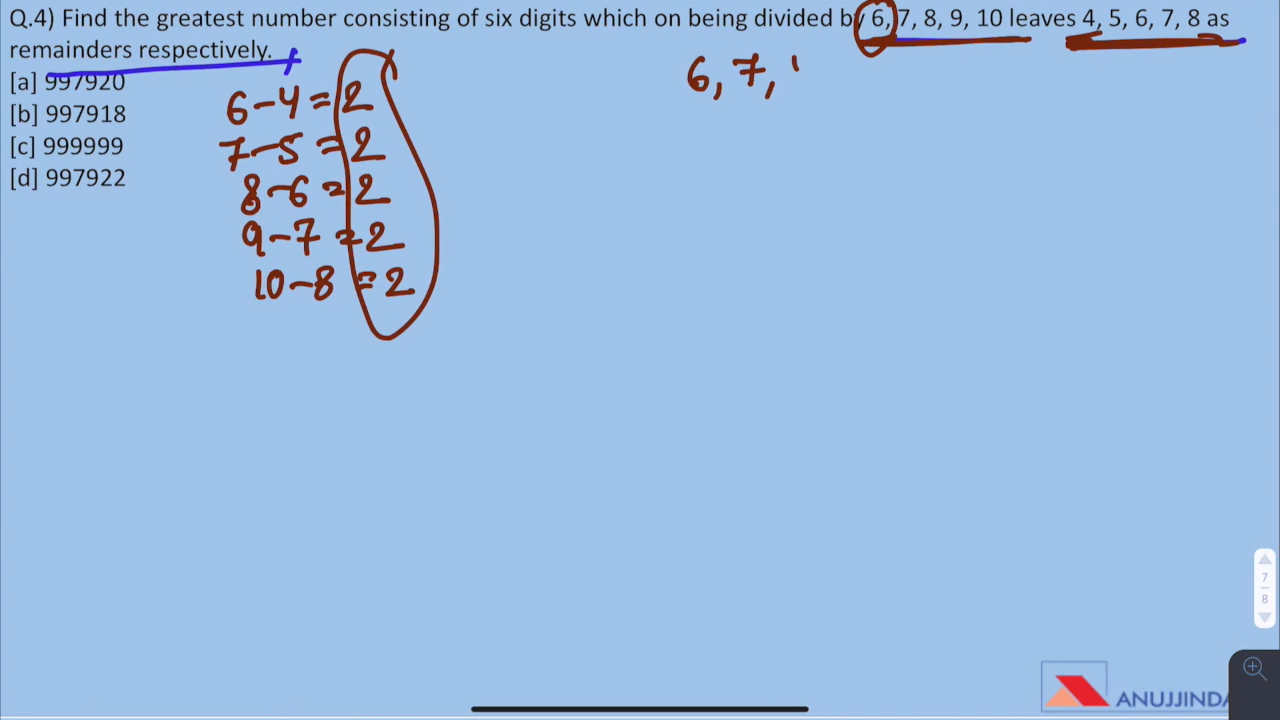 Q.4) Find the greatest number consisting of six digits which on being divided by 6, 7, 8, 9, 10 leaves 4, 5, 6, 7, 8 as
remainders respectively.
[a] 997920
[b] 997918
[c] 999999
[d] 997922
6-4=2
7-5=2
8-6=2
9-7=2
10-8=2
6, 7,
7
8
ANUJJINDA